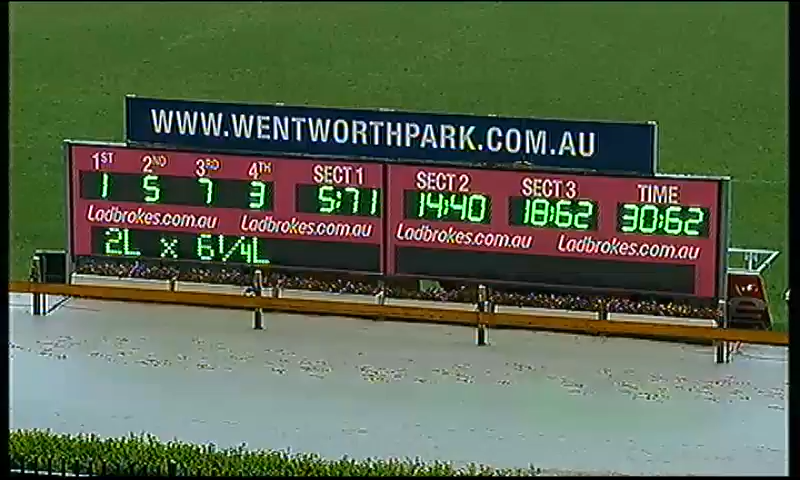 WWW.WENTWORTHPARK.COM.AU
1ST 2ND 3RD 4TH SECT 1 SECT 2 SECT 3 TIME
1 5 7 3 5:71 14:40 18:62 30:62
Ladbrokes.com.au Ladbrokes.com.au Ladbrokes.com.au Ladbrokes.com.au
2L x 6 1/4L